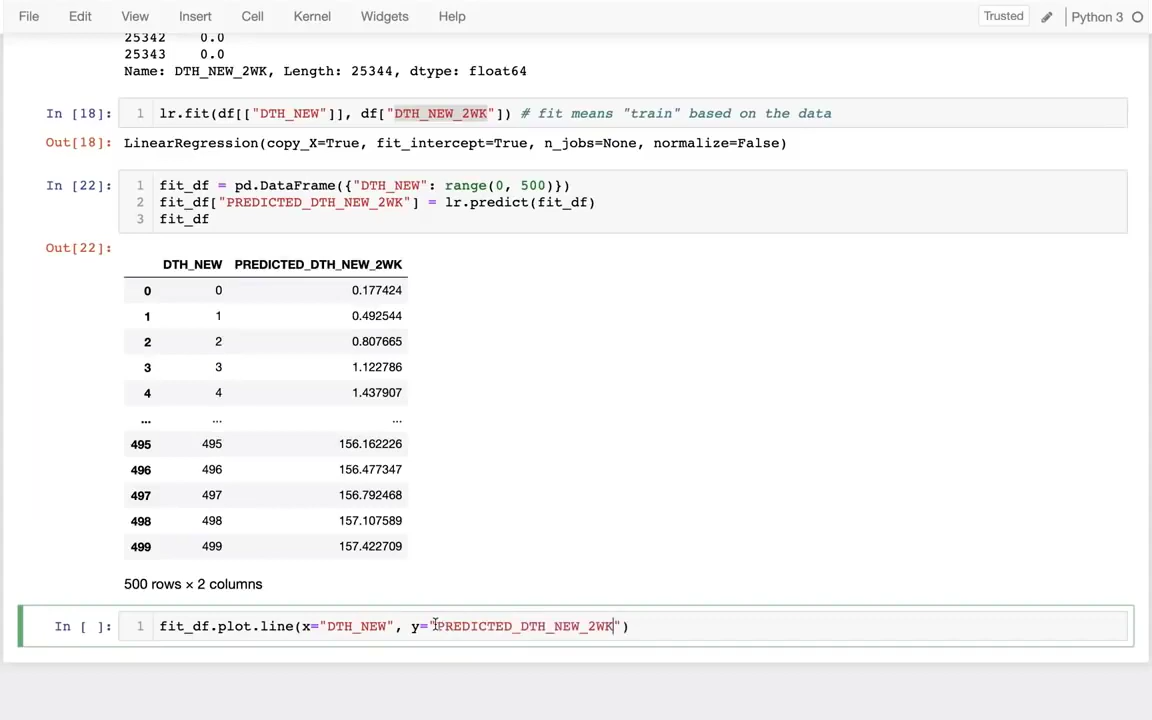 File Edit View Insert Cell Kernel Widgets Help Trusted Python 3
25342 0.0
25343 0.0
Name: DTH_NEW_2WK, Length: 25344, dtype: float64
In [18]: 1 lr.fit(df[["DTH_NEW"]], df["DTH_NEW_2WK"]) # fit means "train" based on the data
Out[18]: LinearRegression(copy_X=True, fit_intercept=True, n_jobs=None, normalize=False)
In [22]: 1 fit_df = pd.DataFrame({"DTH_NEW": range(0, 500)})
2 fit_df["PREDICTED_DTH_NEW_2WK"] = lr.predict(fit_df)
3 fit_df
Out[22]:
DTH_NEW PREDICTED_DTH_NEW_2WK
0 0 0.177424
1 1 0.492544
2 2 0.807665
3 3 1.122786
4 4 1.437907
... ... ...
495 495 156.162226
496 496 156.477347
497 497 156.792468
498 498 157.107589
499 499 157.422709
500 rows × 2 columns
In [ ]: 1 fit_df.plot.line(x="DTH_NEW", y="PREDICTED_DTH_NEW_2WK")